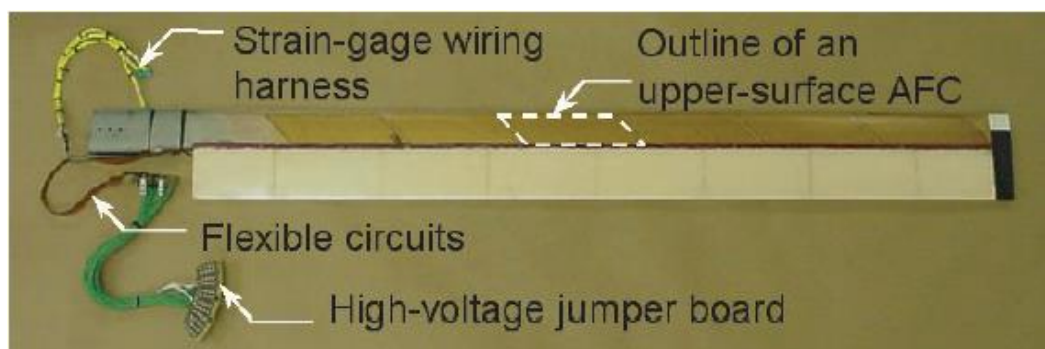 Strain-gage wiring
harness
Outline of an
upper-surface AFC
Flexible circuits
High-voltage jumper board